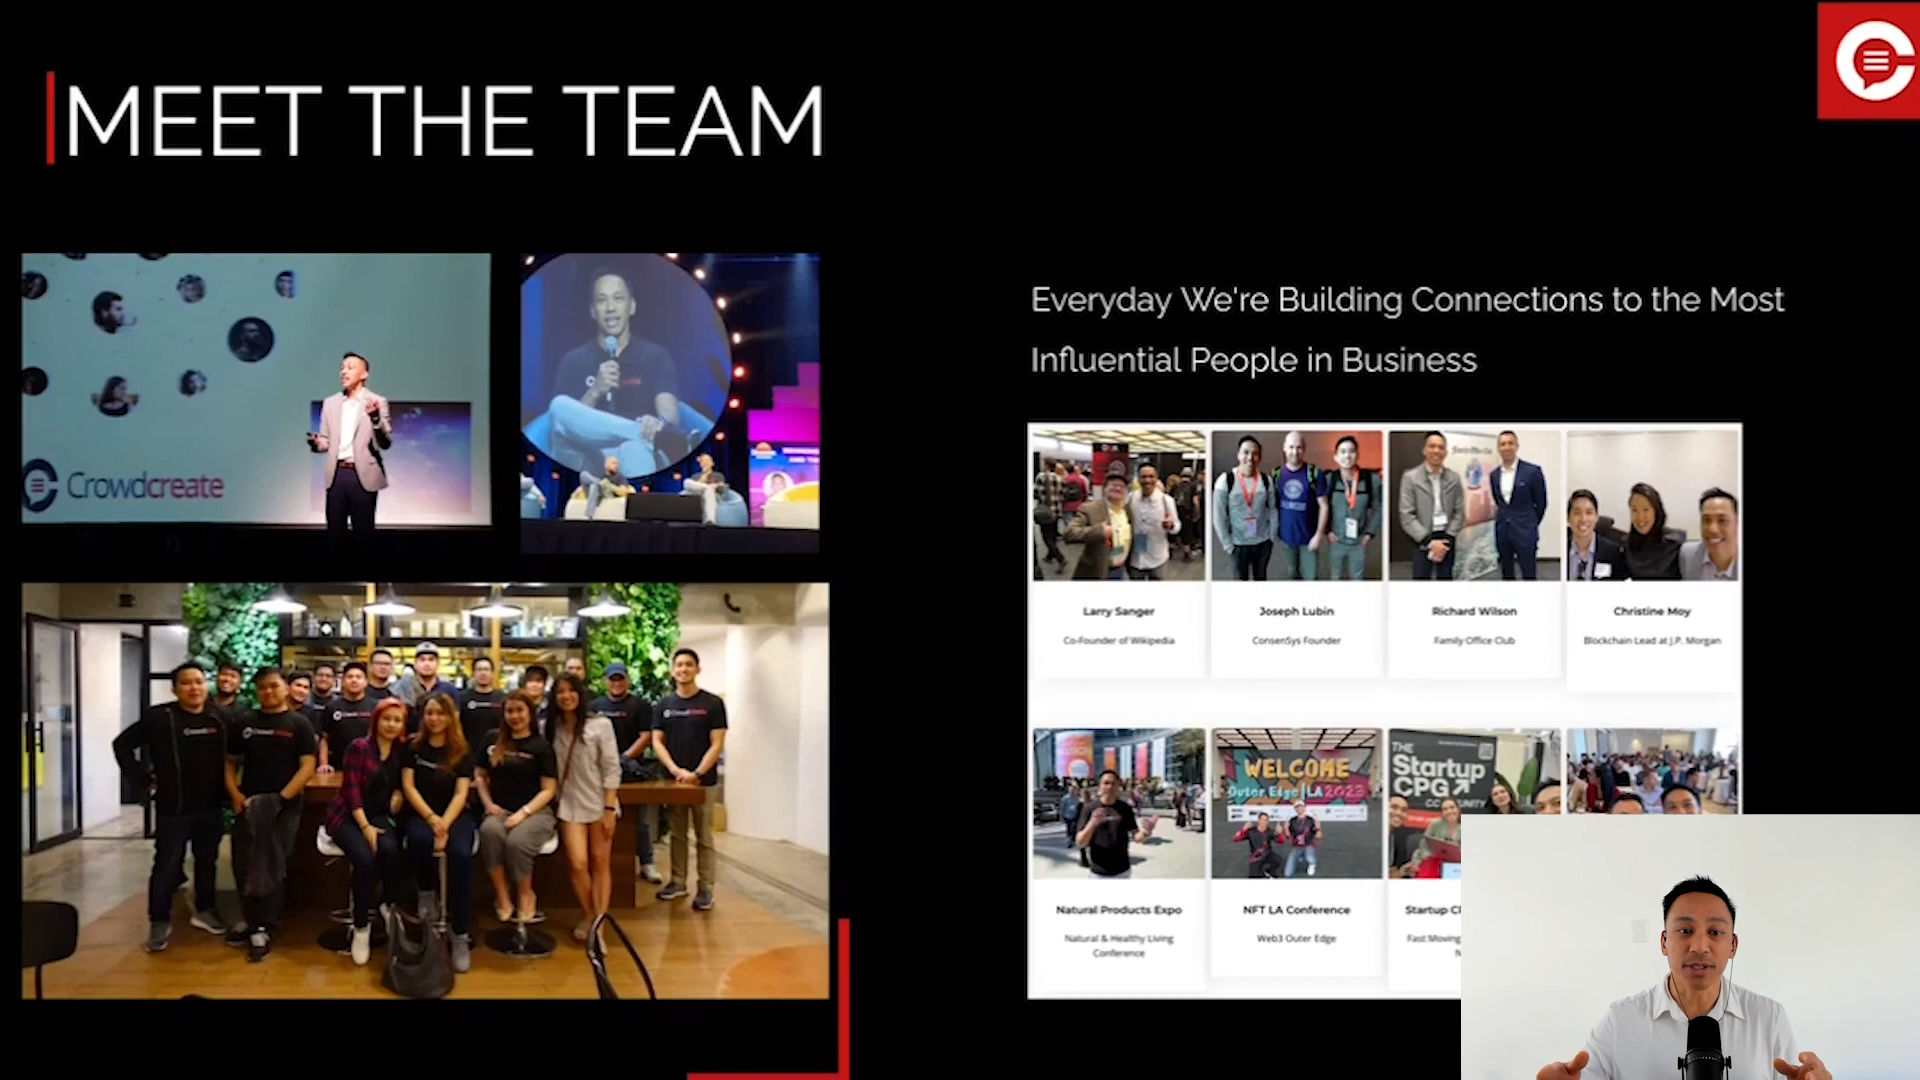 MEET THE TEAM
Crowdcreate
Everyday We're Building Connections to the Most
Influential People in Business
Larry Sanger
Co-Founder of Wikipedia
Joseph Lubin
ConsenSys Founder
Richard Wilson
Family Office Club
Christine Moy
Blockchain Lead at J.P. Morgan
WELCOME
Outer Edge LA 2023
THE
Startup
CPG
COMMUNITY
Natural Products Expo
Natural & Healthy Living
Conference
NFT LA Conference
Web3 Outer Edge
Startup
Fast Moving